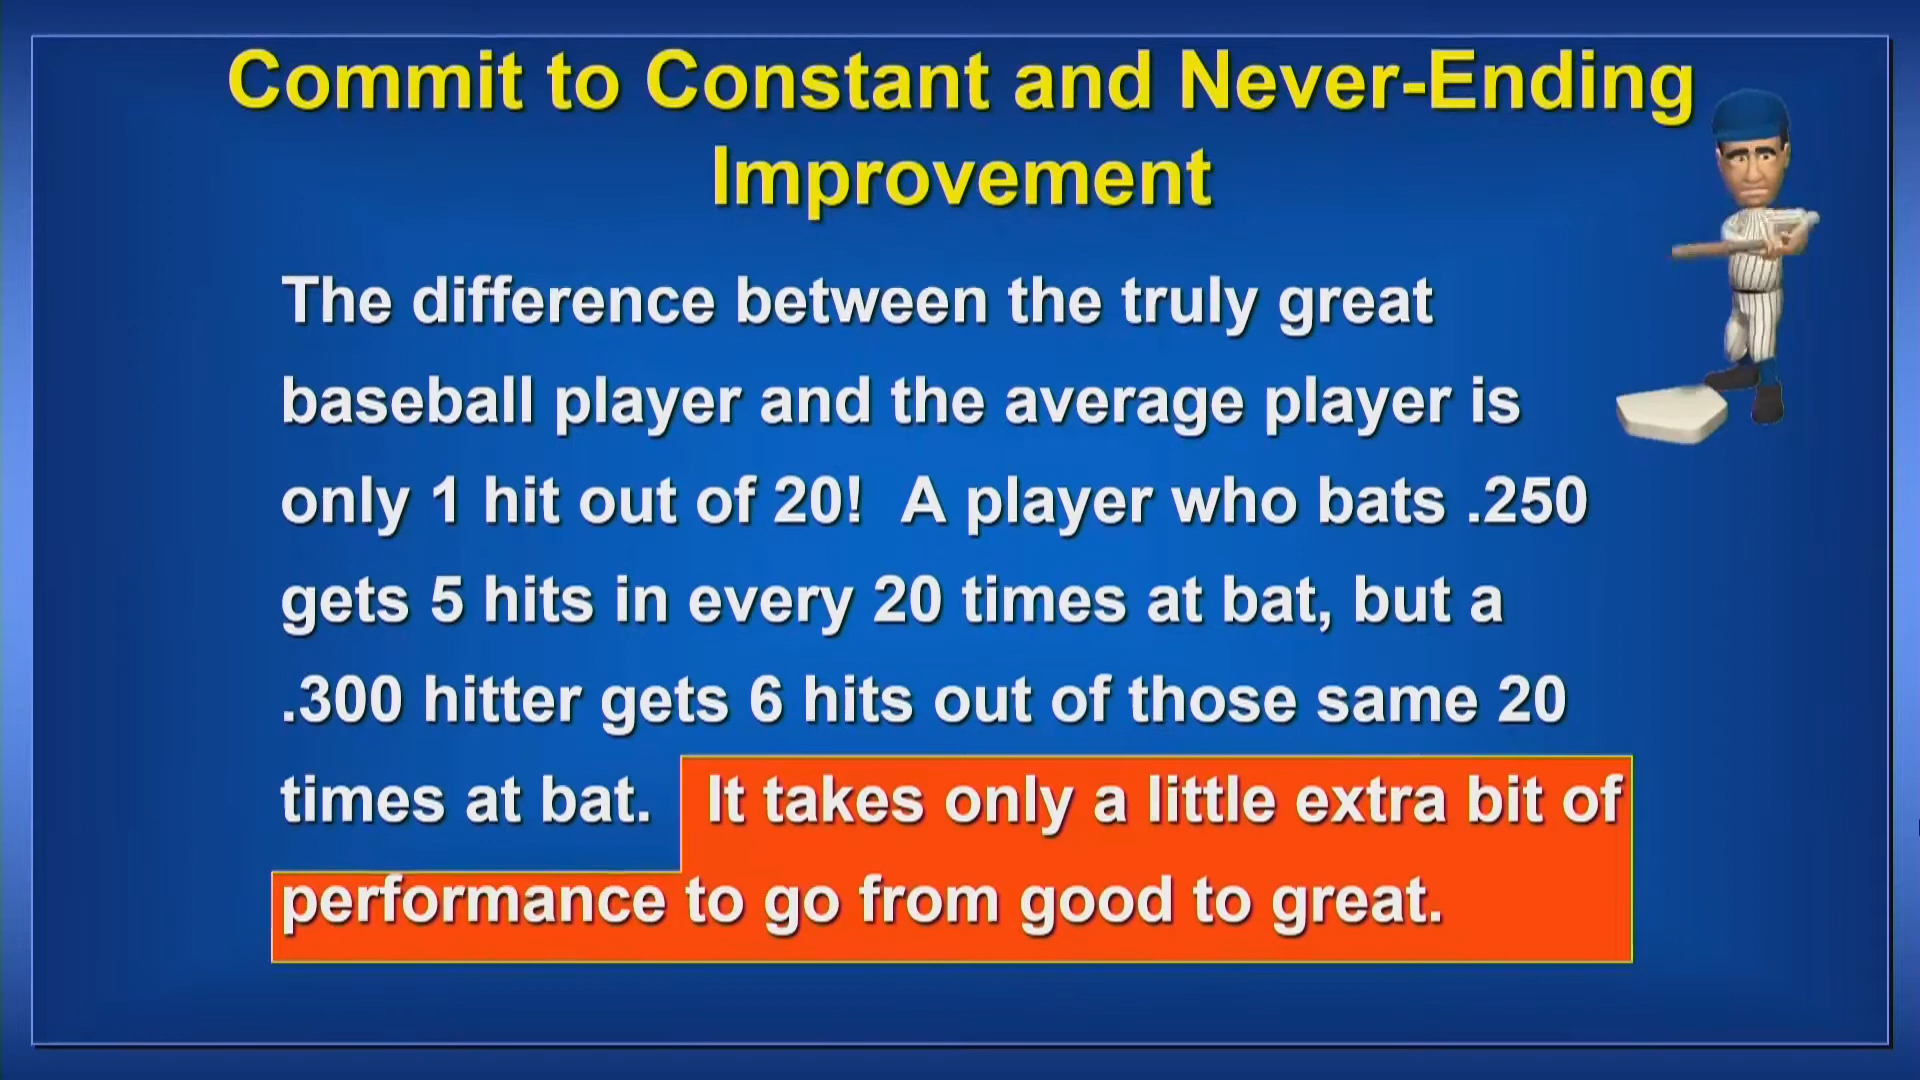 Commit to Constant and Never-Ending
Improvement
The difference between the truly great
baseball player and the average player is
only 1 hit out of 20!  A player who bats .250
gets 5 hits in every 20 times at bat, but a
.300 hitter gets 6 hits out of those same 20
times at bat.  It takes only a little extra bit of
performance to go from good to great.